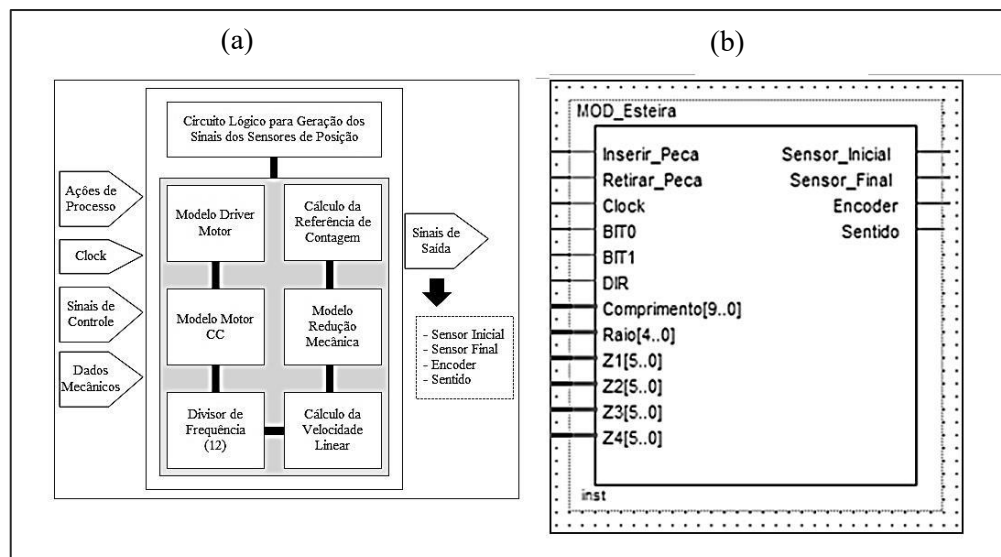 (a)
Circuito Lógico para Geração dos
Sinais dos Sensores de Posição
Ações de
Processo
Clock
Sinais de
Controle
Dados
Mecânicos
Modelo Driver
Motor
Cálculo da
Referência de
Contagem
Modelo Motor
CC
Modelo
Redução
Mecânica
Divisor de
Frequência
(12)
Cálculo da
Velocidade
Linear
Sinais de
Saída
- Sensor Inicial
- Sensor Final
- Encoder
- Sentido
(b)
MOD_Esteira
Inserir_Peca
Retirar_Peca
Clock
BIT0
BIT1
DIR
Comprimento[9..0]
Raio[4..0]
Z1[5..0]
Z2[5..0]
Z3[5..0]
Z4[5..0]
Sensor_Inicial
Sensor_Final
Encoder
Sentido
inst